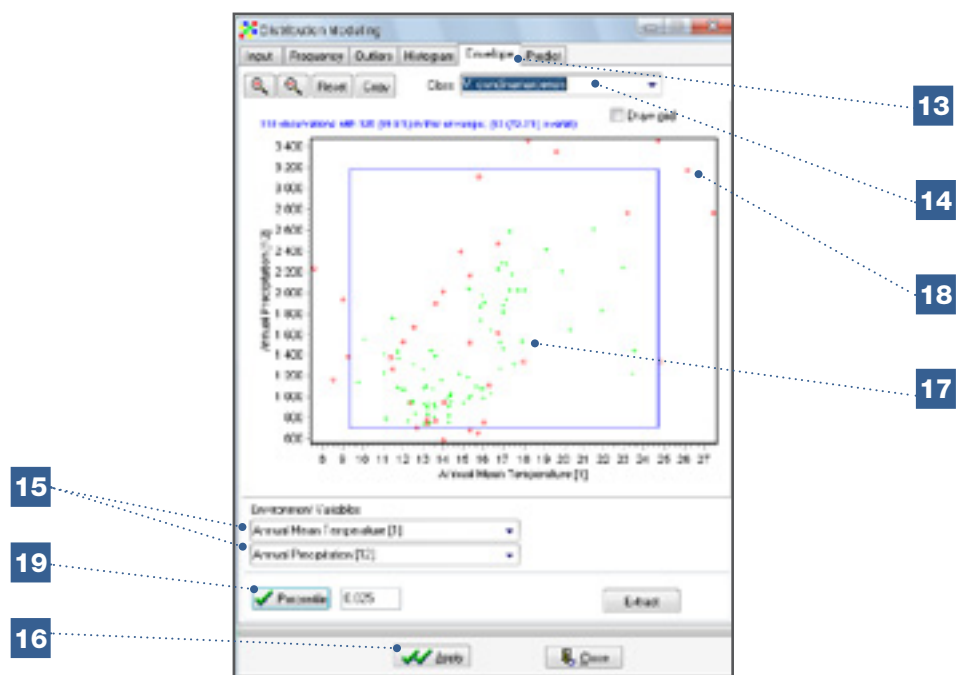 Distribution Modeling
Input Frequency Outliers Histogram Envelope Predict
Reset Copy Class
Draw grid
13
14
18
17
15
19
16
3 400
3 200
3 000
2 800
2 400
2 200
2 000
1 800
1 600
1 400
1 200
1 000
800
600
Annual Precipitation [12]
8 9 10 11 12 13 14 15 16 17 18 19 20 21 22 23 24 25 26 27
Annual Mean Temperature [1]
Environment Variables
Annual Mean Temperature [1]
Annual Precipitation [12]
Percentile 0.025
Extract
Apply Close